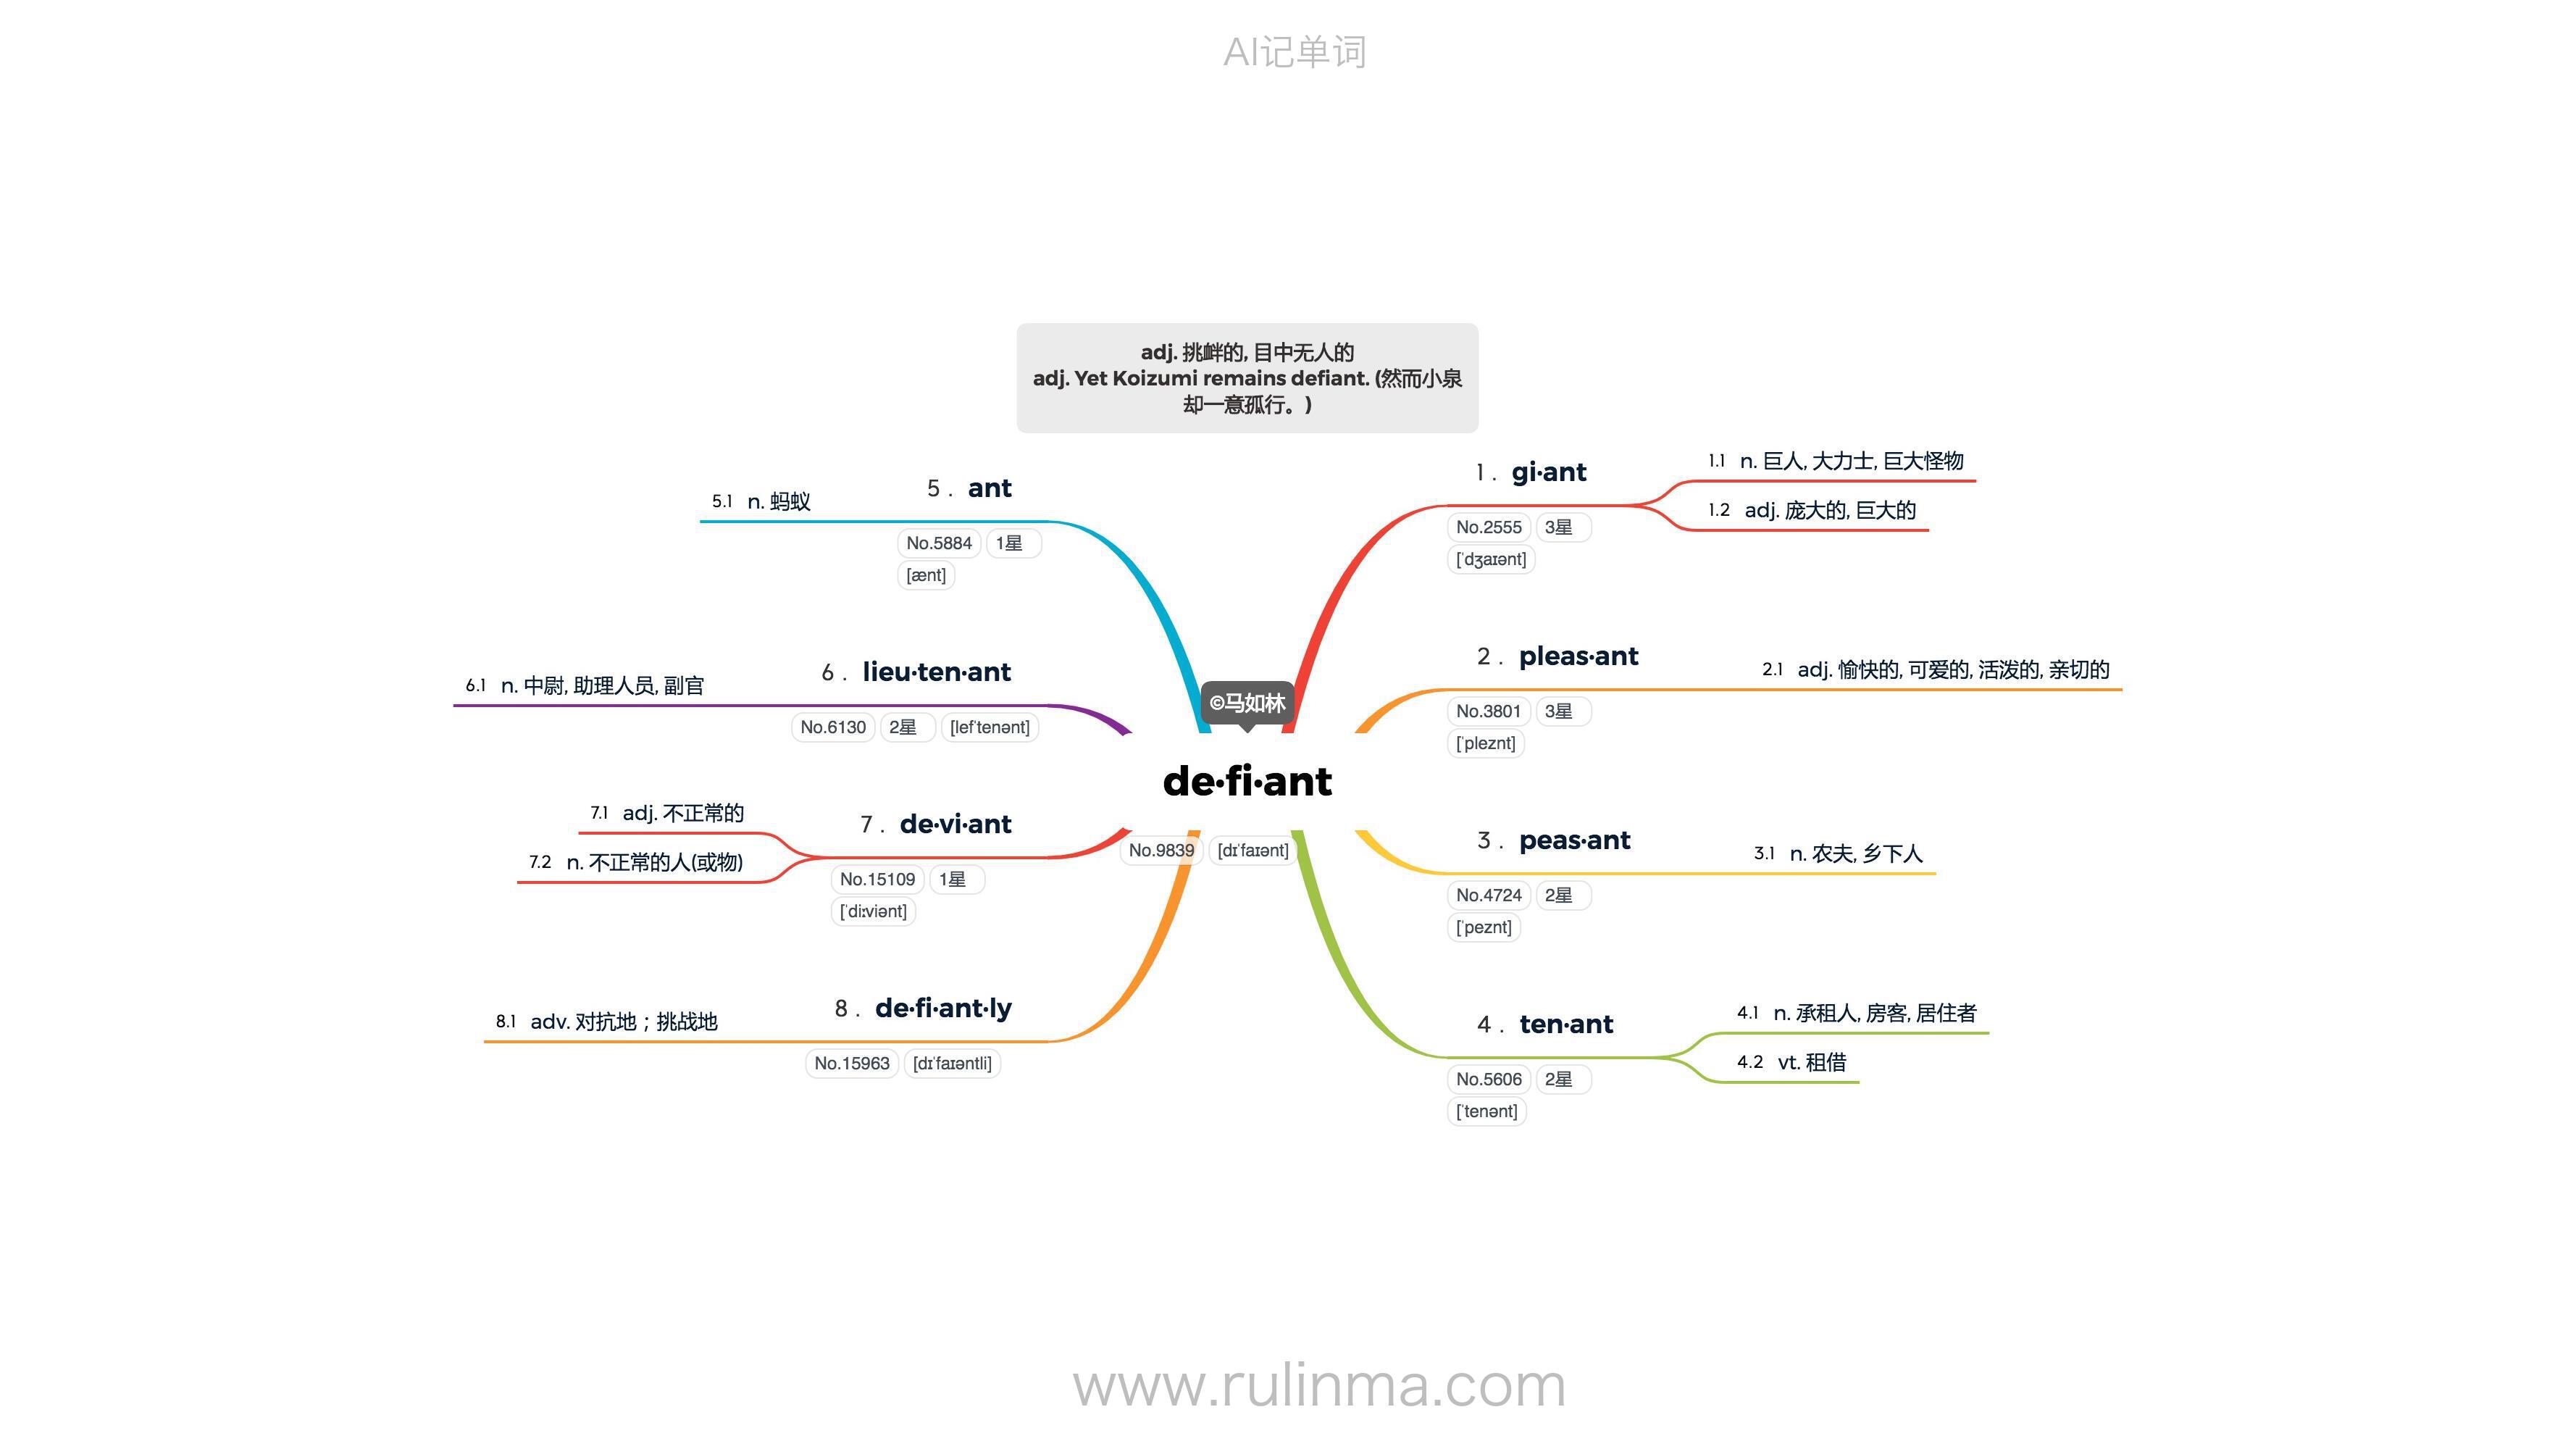 AI记单词
adj. 挑衅的, 目中无人的
adj. Yet Koizumi remains defiant. (然而小泉
却一意孤行。)
©马如林
de·fi·ant
No.9839 [dɪˈfaɪənt]
1 . gi·ant
No.2555 3星
[ˈdʒaɪənt]
1.1 n. 巨人, 大力士, 巨大怪物
1.2 adj. 庞大的, 巨大的
2 . pleas·ant
No.3801 3星
[ˈpleznt]
2.1 adj. 愉快的, 可爱的, 活泼的, 亲切的
3 . peas·ant
No.4724 2星
[ˈpeznt]
3.1 n. 农夫, 乡下人
4 . ten·ant
No.5606 2星
[ˈtenənt]
4.1 n. 承租人, 房客, 居住者
4.2 vt. 租借
5 . ant
No.5884 1星
[ænt]
5.1 n. 蚂蚁
6 . lieu·ten·ant
No.6130 2星 [lefˈtenənt]
6.1 n. 中尉, 助理人员, 副官
7 . de·vi·ant
No.15109 1星
[ˈdiːviənt]
7.1 adj. 不正常的
7.2 n. 不正常的人(或物)
8 . de·fi·ant·ly
No.15963 [dɪˈfaɪəntli]
8.1 adv. 对抗地；挑战地
www.rulinma.com